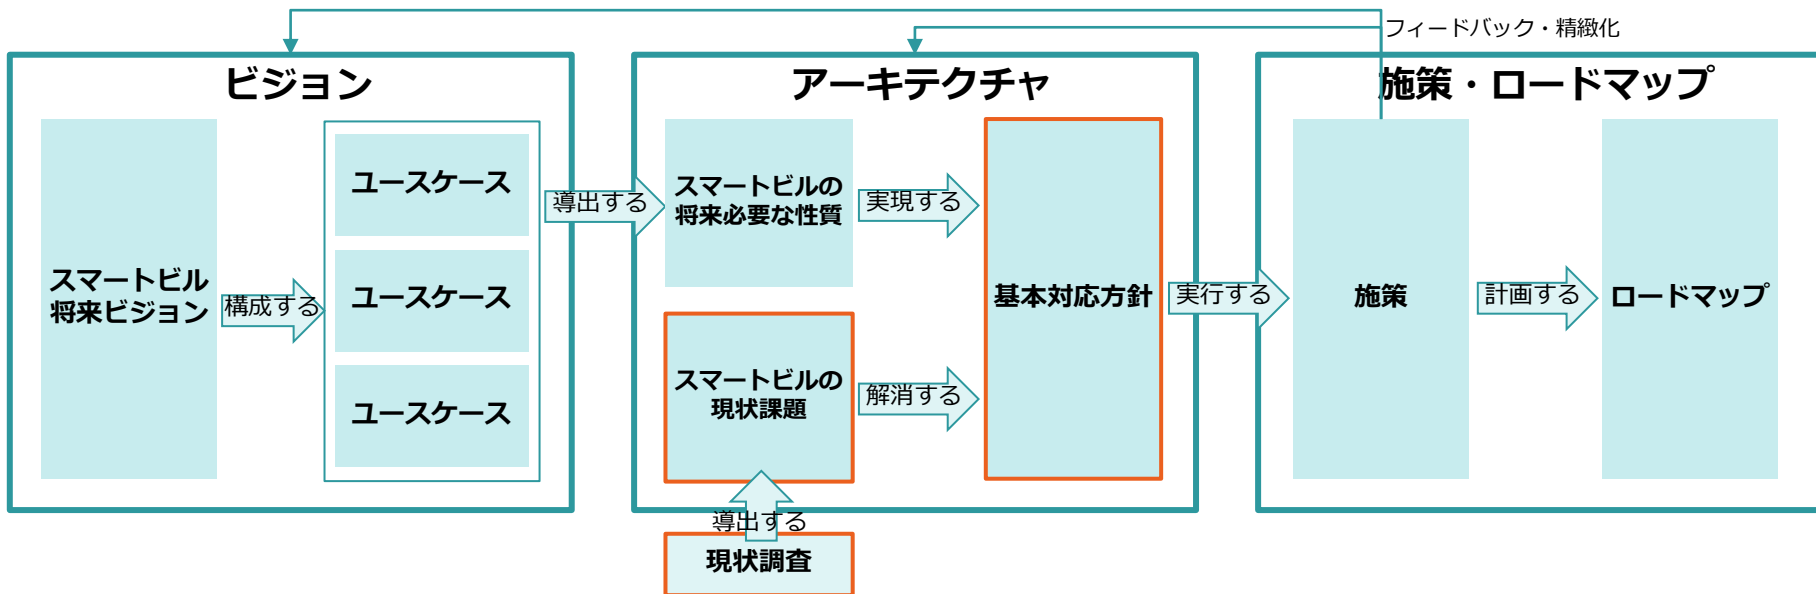 フィードバック・精緻化
ビジョン
スマートビル
将来ビジョン
構成する
ユースケース
ユースケース
ユースケース
導出する
アーキテクチャ
スマートビルの
将来必要な性質
実現する
スマートビルの
現状課題
解消する
導出する
現状調査
基本対応方針
実行する
施策・ロードマップ
施策
計画する
ロードマップ